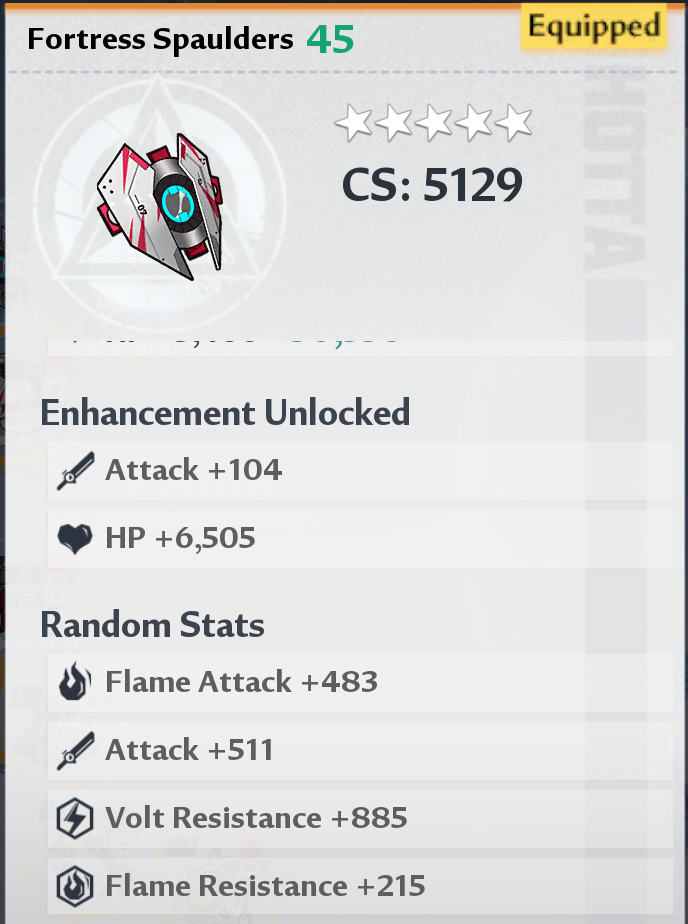 Fortress Spaulders 45
Equipped
CS: 5129
Enhancement Unlocked
Attack +104
HP +6,505
Random Stats
Flame Attack +483
Attack +511
Volt Resistance +885
Flame Resistance +215